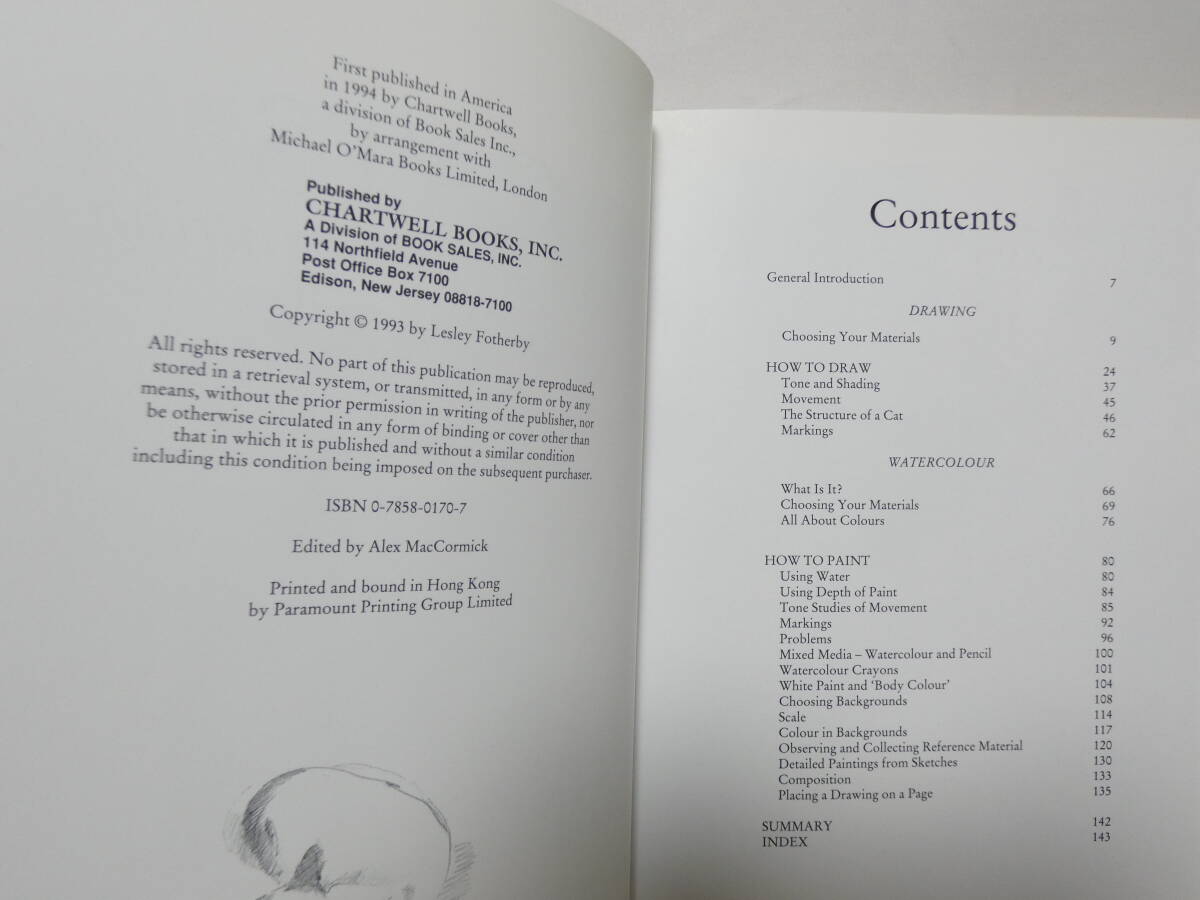 First published in America
in 1994 by Chartwell Books,
a division of Book Sales Inc.,
by arrangement with
Michael O'Mara Books Limited, London
Published by
CHARTWELL BOOKS, INC.
A Division of BOOK SALES, INC.
114 Northfield Avenue
Post Office Box 7100
Edison, New Jersey 08818-7100
Copyright © 1993 by Lesley Fotherby
All rights reserved. No part of this publication may be reproduced,
stored in a retrieval system, or transmitted, in any form or by any
means, without the prior permission in writing of the publisher, nor
be otherwise circulated in any form of binding or cover other than
that in which it is published and without a similar condition
including this condition being imposed on the subsequent purchaser.
ISBN 0-7858-0170-7
Edited by Alex MacCormick
Printed and bound in Hong Kong
by Paramount Printing Group Limited
Contents
General Introduction 7
DRAWING
Choosing Your Materials 9
HOW TO DRAW 24
Tone and Shading 37
Movement 45
The Structure of a Cat 46
Markings 62
WATERCOLOUR
What Is It? 66
Choosing Your Materials 69
All About Colours 76
HOW TO PAINT 80
Using Water 80
Using Depth of Paint 84
Tone Studies of Movement 85
Markings 92
Problems 96
Mixed Media – Watercolour and Pencil 100
Watercolour Crayons 101
White Paint and 'Body Colour' 104
Choosing Backgrounds 108
Scale 114
Colour in Backgrounds 117
Observing and Collecting Reference Material 120
Detailed Paintings from Sketches 130
Composition 133
Placing a Drawing on a Page 135
SUMMARY 142
INDEX 143